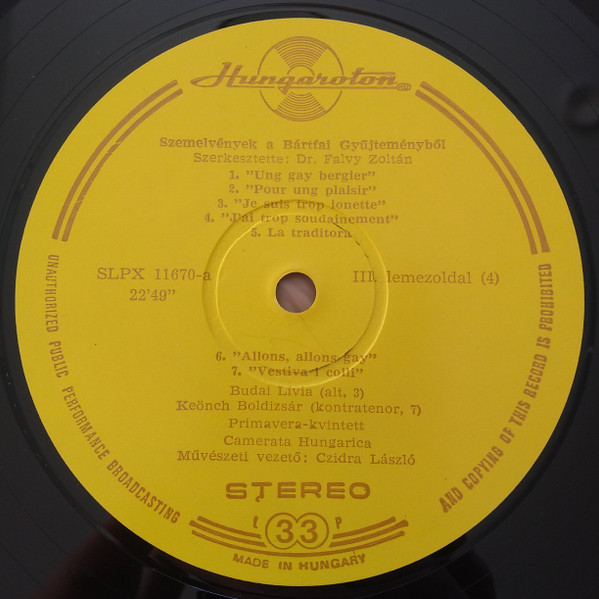 Hungaroton
Szemelvények a Bártfai Gyűjteményből
Szerkesztette: Dr. Falvy Zoltán
1. "Ung gay bergier"
2. "Pour ung plaisir"
3. "Je suis trop ionette"
4. "J'ai trop soudainement"
5. La traditora
SLPX 11670-a
22'49"
III. lemezoldal (4)
6. "Allons, allons gay"
7. "Vestiva i colli"
Budai Lívia (alt, 3)
Keönch Boldizsár (kontratenor, 7)
Primavera-kvintett
Camerata Hungarica
Művészeti vezető: Czidra László
STEREO
L 33 P
MADE IN HUNGARY
UNAUTHORIZED PUBLIC PERFORMANCE BROADCASTING
AND COPYING OF THIS RECORD IS PROHIBITED